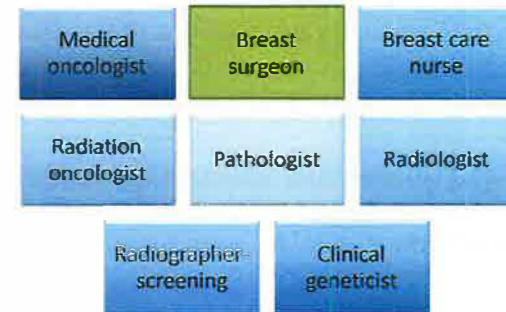 Medical
oncologist
Breast
surgeon
Breast care
nurse
Radiation
oncologist
Pathologist
Radiologist
Radiographer-
screening
Clinical
geneticist